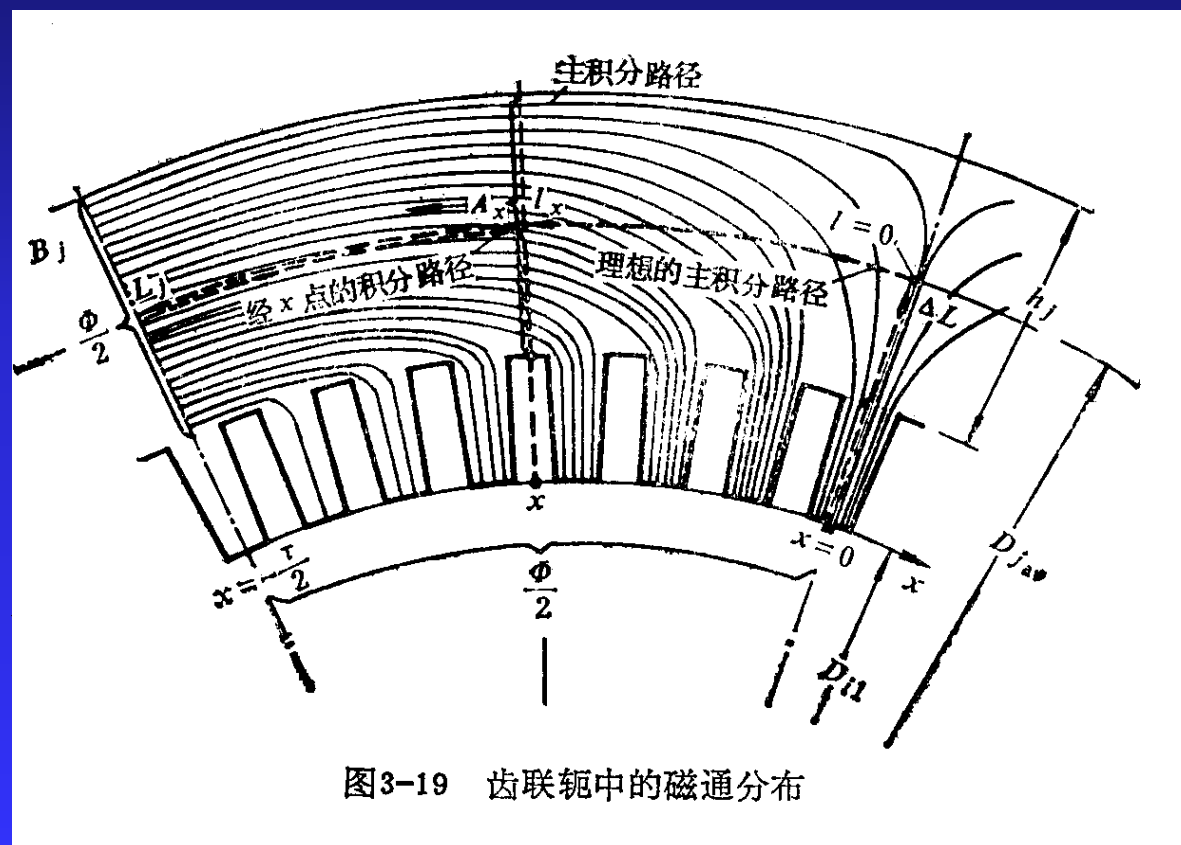 主积分路径
B j
A x
l x
l = 0
L j
理想的主积分路径
经 x 点的积分路径
Φ/2
ΔL
h j
x
x = 0
x = -τ/2
Φ/2
x
D jav
D i1
图3-19 齿联轭中的磁通分布